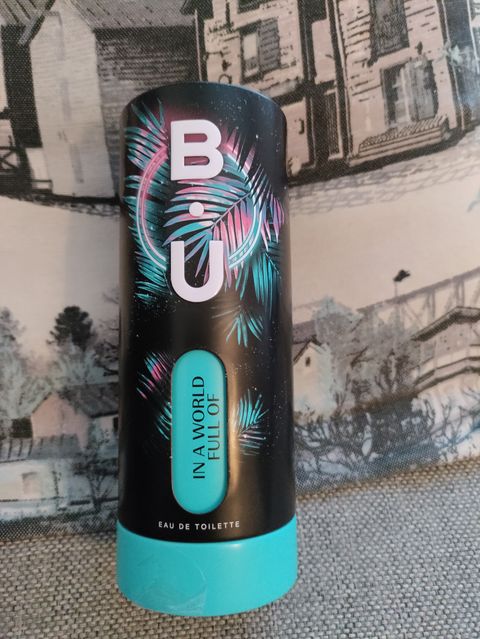 B
•
U
IN A WORLD
FULL OF
EAU DE TOILETTE